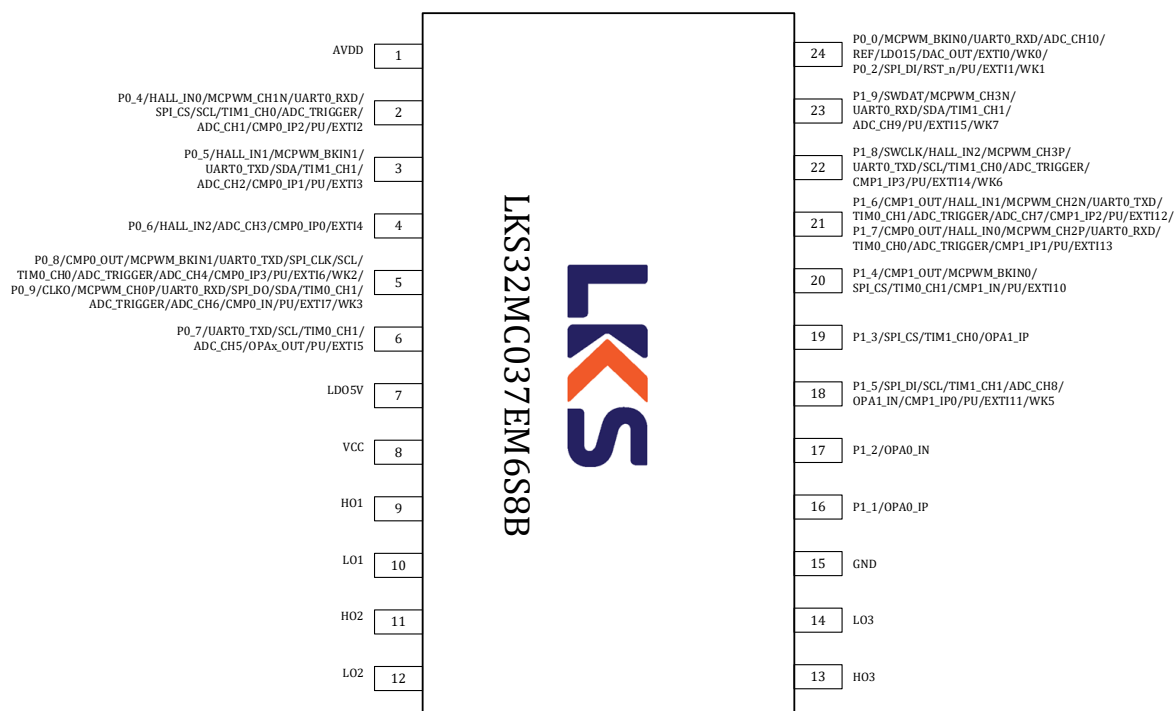 AVDD
1
P0_4/HALL_IN0/MCPWM_CH1N/UART0_RXD/
SPI_CS/SCL/TIM1_CH0/ADC_TRIGGER/
ADC_CH1/CMP0_IP2/PU/EXTI2
2
P0_5/HALL_IN1/MCPWM_BKIN1/
UART0_TXD/SDA/TIM1_CH1/
ADC_CH2/CMP0_IP1/PU/EXTI3
3
P0_6/HALL_IN2/ADC_CH3/CMP0_IP0/EXTI4
4
P0_8/CMP0_OUT/MCPWM_BKIN1/UART0_TXD/SPI_CLK/SCL/
TIM0_CH0/ADC_TRIGGER/ADC_CH4/CMP0_IP3/PU/EXTI6/WK2/
P0_9/CLKO/MCPWM_CH0P/UART0_RXD/SPI_DO/SDA/TIM0_CH1/
ADC_TRIGGER/ADC_CH6/CMP0_IN/PU/EXTI7/WK3
5
P0_7/UART0_TXD/SCL/TIM0_CH1/
ADC_CH5/OPAx_OUT/PU/EXTI5
6
LDO5V
7
VCC
8
HO1
9
LO1
10
HO2
11
LO2
12
LKS32MC037EM6S8B
LKS
24
P0_0/MCPWM_BKIN0/UART0_RXD/ADC_CH10/
REF/LDO15/DAC_OUT/EXTI0/WK0/
P0_2/SPI_DI/RST_n/PU/EXTI1/WK1
23
P1_9/SWDAT/MCPWM_CH3N/
UART0_RXD/SDA/TIM1_CH1/
ADC_CH9/PU/EXTI15/WK7
22
P1_8/SWCLK/HALL_IN2/MCPWM_CH3P/
UART0_TXD/SCL/TIM1_CH0/ADC_TRIGGER/
CMP1_IP3/PU/EXTI14/WK6
21
P1_6/CMP1_OUT/HALL_IN1/MCPWM_CH2N/UART0_TXD/
TIM0_CH1/ADC_TRIGGER/ADC_CH7/CMP1_IP2/PU/EXTI12/
P1_7/CMP0_OUT/HALL_IN0/MCPWM_CH2P/UART0_RXD/
TIM0_CH0/ADC_TRIGGER/CMP1_IP1/PU/EXTI13
20
P1_4/CMP1_OUT/MCPWM_BKIN0/
SPI_CS/TIM0_CH1/CMP1_IN/PU/EXTI10
19
P1_3/SPI_CS/TIM1_CH0/OPA1_IP
18
P1_5/SPI_DI/SCL/TIM1_CH1/ADC_CH8/
OPA1_IN/CMP1_IP0/PU/EXTI11/WK5
17
P1_2/OPA0_IN
16
P1_1/OPA0_IP
15
GND
14
LO3
13
HO3